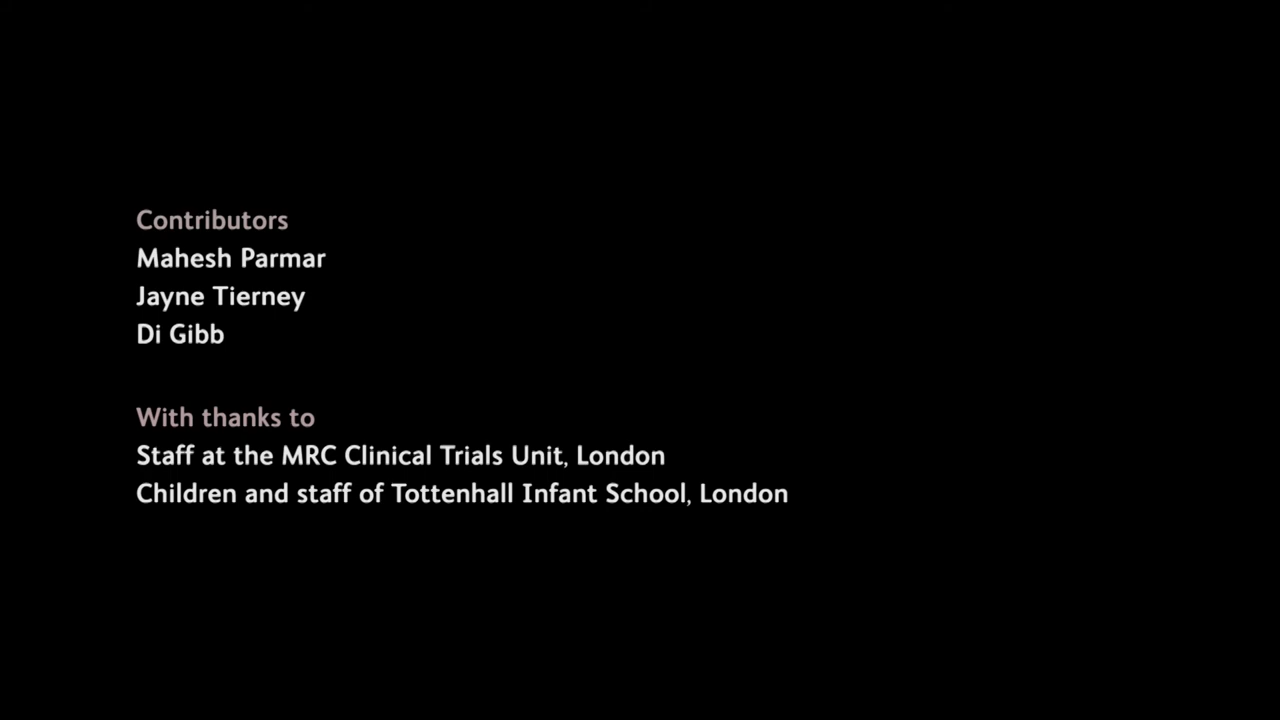 Contributors
Mahesh Parmar
Jayne Tierney
Di Gibb
With thanks to
Staff at the MRC Clinical Trials Unit, London
Children and staff of Tottenhall Infant School, London